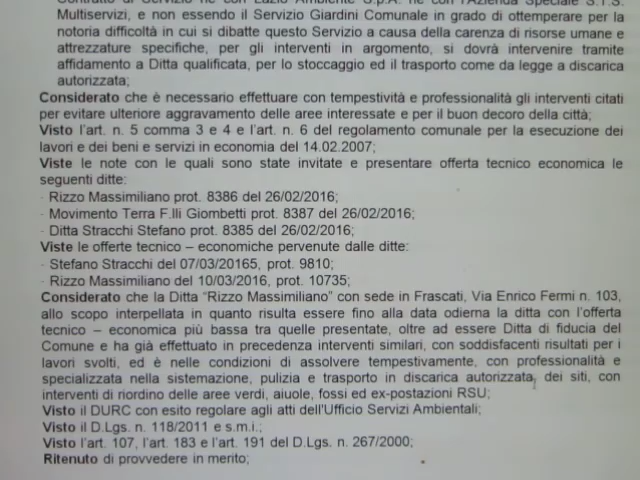 Contratto di Servizio né con Lazio Ambiente S.p.A. né con l'Azienda Speciale S.T.S.
Multiservizi, e non essendo il Servizio Giardini Comunale in grado di ottemperare per la
notoria difficoltà in cui si dibatte questo Servizio a causa della carenza di risorse umane e
attrezzature specifiche, per gli interventi in argomento, si dovrà intervenire tramite
affidamento a Ditta qualificata, per lo stoccaggio ed il trasporto come da legge a discarica
autorizzata;
Considerato che è necessario effettuare con tempestività e professionalità gli interventi citati
per evitare ulteriore aggravamento delle aree interessate e per il buon decoro della città;
Visto l'art. n. 5 comma 3 e 4 e l'art. n. 6 del regolamento comunale per la esecuzione dei
lavori e dei beni e servizi in economia del 14.02.2007;
Viste le note con le quali sono state invitate e presentare offerta tecnico economica le
seguenti ditte:
- Rizzo Massimiliano prot. 8386 del 26/02/2016;
- Movimento Terra F.lli Giombetti prot. 8387 del 26/02/2016;
- Ditta Stracchi Stefano prot. 8385 del 26/02/2016;
Viste le offerte tecnico – economiche pervenute dalle ditte:
- Stefano Stracchi del 07/03/20165, prot. 9810;
- Rizzo Massimiliano del 10/03/2016, prot. 10735;
Considerato che la Ditta "Rizzo Massimiliano" con sede in Frascati, Via Enrico Fermi n. 103,
allo scopo interpellata in quanto risulta essere fino alla data odierna la ditta con l'offerta
tecnico – economica più bassa tra quelle presentate, oltre ad essere Ditta di fiducia del
Comune e ha già effettuato in precedenza interventi similari, con soddisfacenti risultati per i
lavori svolti, ed è nelle condizioni di assolvere tempestivamente, con professionalità e
specializzata nella sistemazione, pulizia e trasporto in discarica autorizzata, dei siti, con
interventi di riordino delle aree verdi, aiuole, fossi ed ex-postazioni RSU;
Visto il DURC con esito regolare agli atti dell'Ufficio Servizi Ambientali;
Visto il D.Lgs. n. 118/2011 e s.m.i.;
Visto l'art. 107, l'art. 183 e l'art. 191 del D.Lgs. n. 267/2000;
Ritenuto di provvedere in merito;